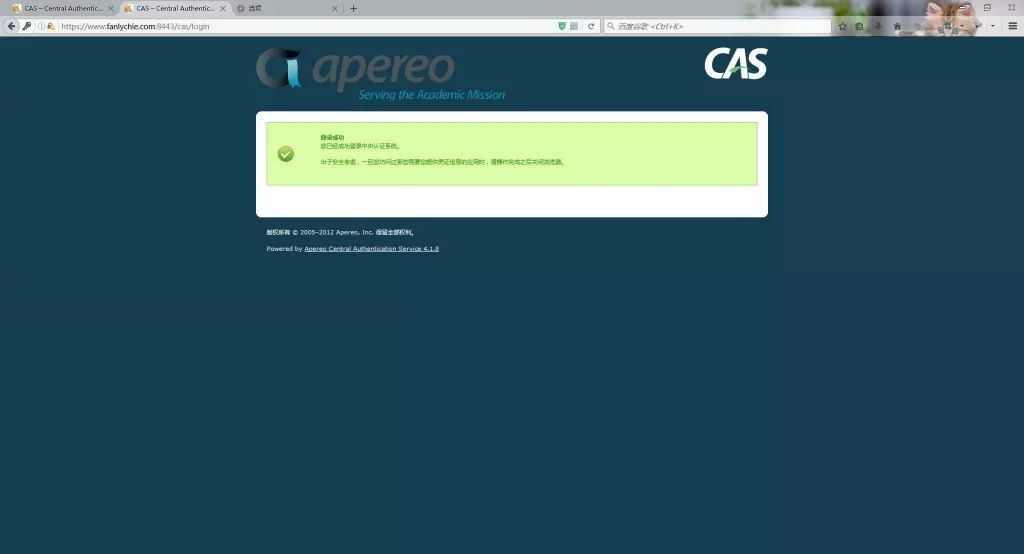 CAS – Central Authentic...
CAS – Central Authentic...
选项
https://www.fanlychie.com:8443/cas/login
百度谷歌 <Ctrl+K>
apereo
Serving the Academic Mission
CAS
登录成功
您已经成功登录中央认证系统。
出于安全考虑，一旦您访问过那些需要您提供凭证信息的应用时，请操作完成之后关闭浏览器。
版权所有 © 2005–2012 Apereo, Inc. 保留全部权利。
Powered by Apereo Central Authentication Service 4.1.8